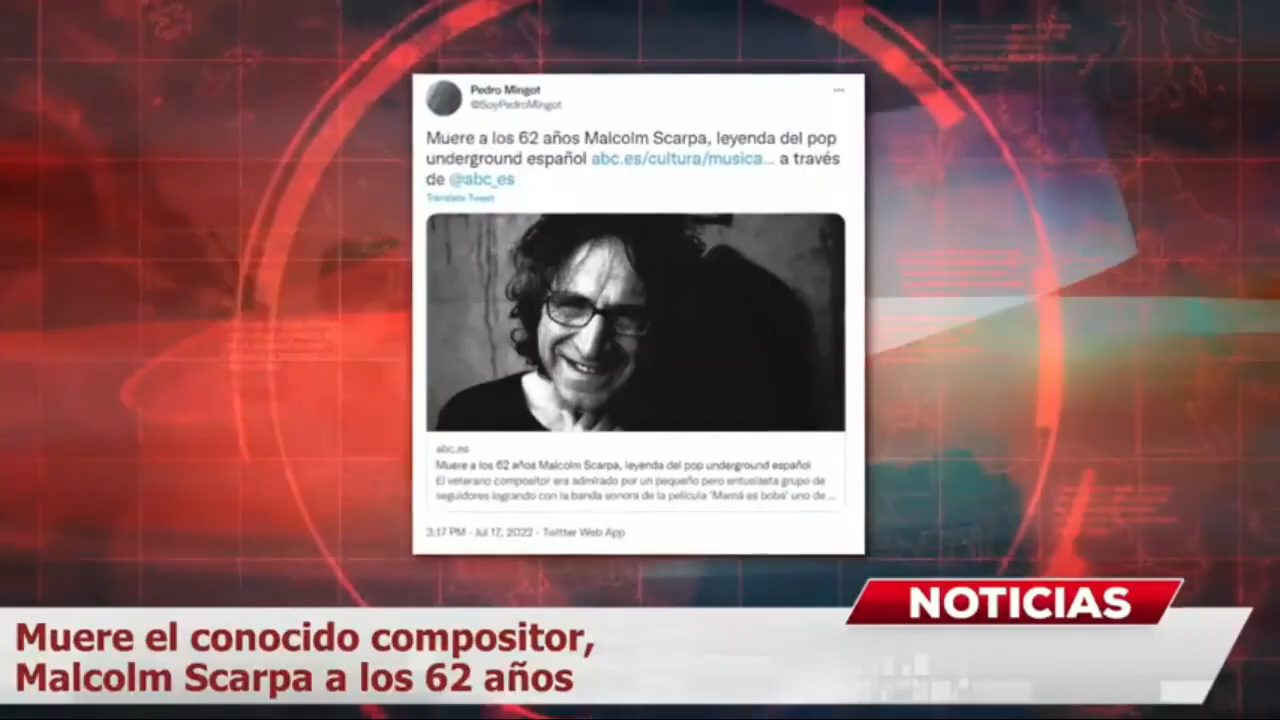 Pedro Mingot
@SoyPedroMingot
Muere a los 62 años Malcolm Scarpa, leyenda del pop
underground español abc.es/cultura/musica... a través
de @abc_es
Translate Tweet
abc.es
Muere a los 62 años Malcolm Scarpa, leyenda del pop underground español
El veterano compositor era admirado por un pequeño pero entusiasta grupo de
seguidores logrando con la banda sonora de la película 'Mamá es boba' uno de ...
3:17 PM - Jul 17, 2022 - Twitter Web App
NOTICIAS
Muere el conocido compositor,
Malcolm Scarpa a los 62 años